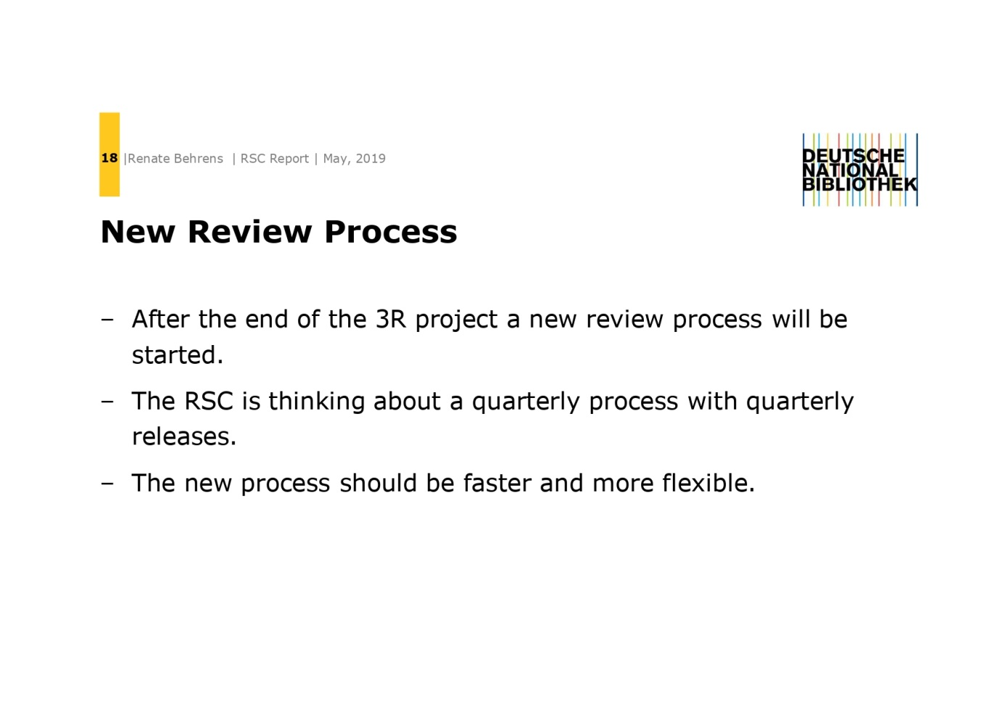 18 |Renate Behrens | RSC Report | May, 2019
DEUTSCHE
NATIONAL
BIBLIOTHEK
New Review Process
– After the end of the 3R project a new review process will be
started.
– The RSC is thinking about a quarterly process with quarterly
releases.
– The new process should be faster and more flexible.